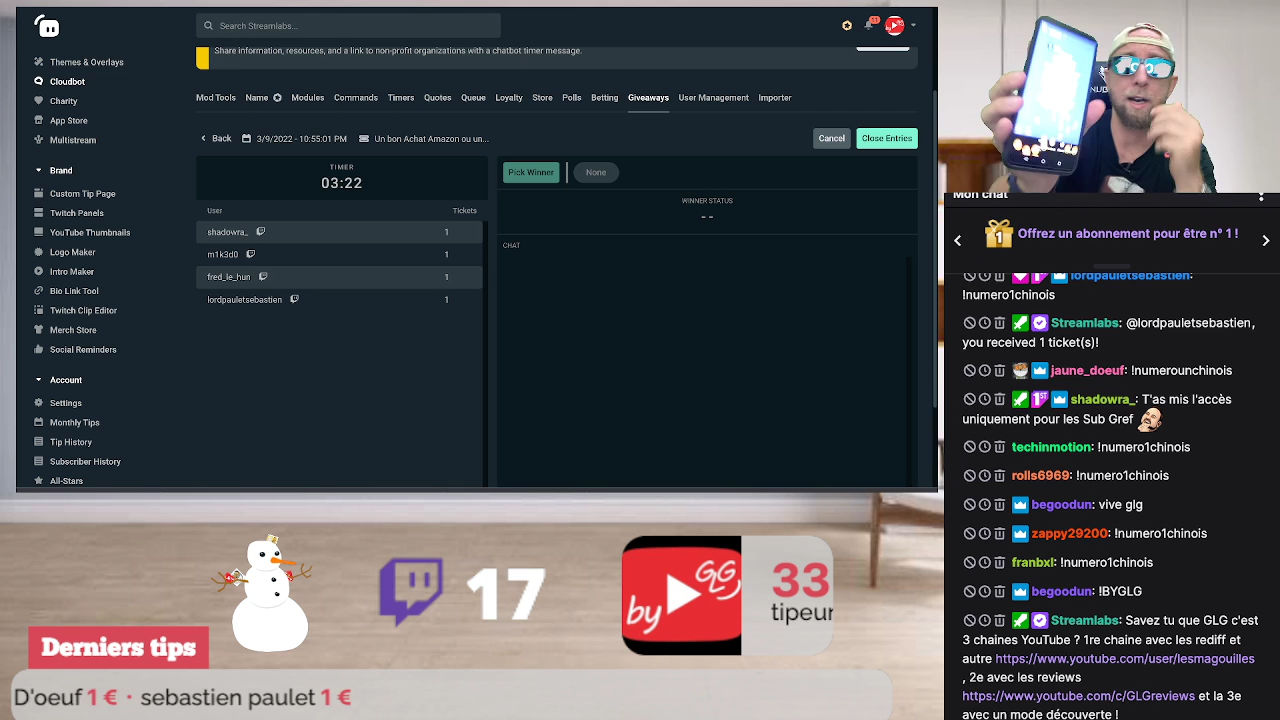 Search Streamlabs...
11
Share information, resources, and a link to non-profit organizations with a chatbot timer message.
Themes & Overlays
Cloudbot
Charity
App Store
Multistream
Brand
Custom Tip Page
Twitch Panels
YouTube Thumbnails
Logo Maker
Intro Maker
Bio Link Tool
Twitch Clip Editor
Merch Store
Social Reminders
Account
Settings
Monthly Tips
Tip History
Subscriber History
All-Stars
Mod Tools Name Modules Commands Timers Quotes Queue Loyalty Store Polls Betting Giveaways User Management Importer
Back 3/9/2022 - 10:55:01 PM Un bon Achat Amazon ou un...
Cancel Close Entries
TIMER
03:22
User Tickets
shadowra_ 1
m1k3d0 1
fred_le_hun 1
lordpauletsebastien 1
Pick Winner None
WINNER STATUS
--
CHAT
Mon chat
1 Offrez un abonnement pour être n° 1 !
lordpauletsebastien:
!numero1chinois
Streamlabs: @lordpauletsebastien,
you received 1 ticket(s)!
jaune_doeuf: !numerounchinois
1ST shadowra_: T'as mis l'accès
uniquement pour les Sub Gref
techinmotion: !numero1chinois
rolls6969: !numero1chinois
begoodun: vive glg
zappy29200: !numero1chinois
franbxl: !numero1chinois
begoodun: !BYGLG
Streamlabs: Savez tu que GLG c'est
3 chaines YouTube ? 1re chaine avec les rediff et
autre https://www.youtube.com/user/lesmagouilles
, 2e avec les reviews
https://www.youtube.com/c/GLGreviews et la 3e
avec un mode découverte !
17
by GLG
33
tipeur
Derniers tips
D'oeuf 1 € · sebastien paulet 1 €